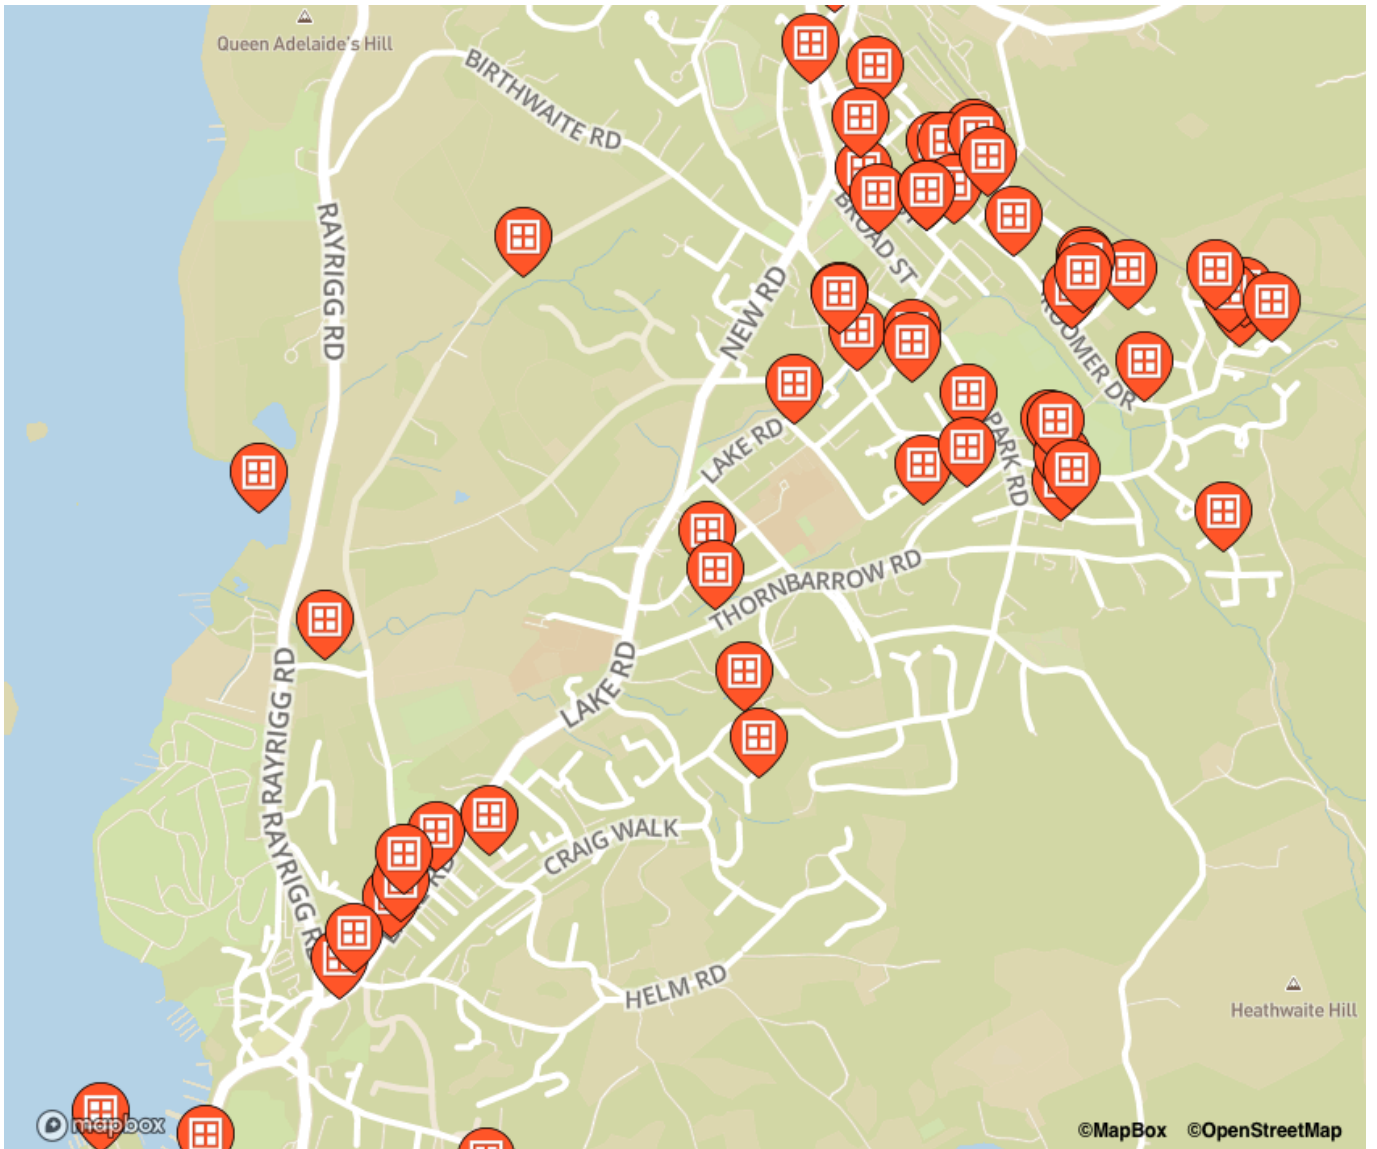 Queen Adelaide's Hill
BIRTHWAITE RD
RAYRIGG RD
BROAD ST
NEW RD
DR
LAKE RD
PARK RD
THORNBARROW RD
LAKE RD
RAYRIGG RD
RAYRIGG
CRAIG WALK
RD
HELM RD
Heathwaite Hill
mapbox
©MapBox ©OpenStreetMap